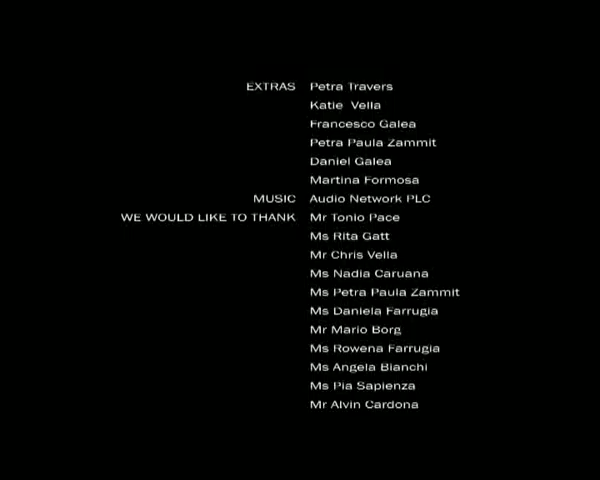 EXTRAS Petra Travers
Katie Vella
Francesco Galea
Petra Paula Zammit
Daniel Galea
Martina Formosa
MUSIC Audio Network PLC
WE WOULD LIKE TO THANK Mr Tonio Pace
Ms Rita Gatt
Mr Chris Vella
Ms Nadia Caruana
Ms Petra Paula Zammit
Ms Daniela Farrugia
Mr Mario Borg
Ms Rowena Farrugia
Ms Angela Bianchi
Ms Pia Sapienza
Mr Alvin Cardona